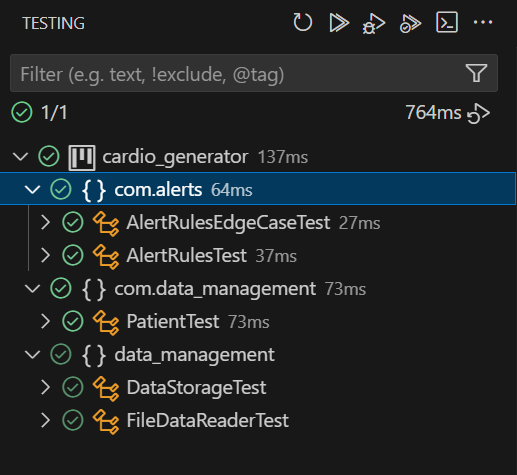 TESTING
Filter (e.g. text, !exclude, @tag)
1/1 764ms
cardio_generator 137ms
{ } com.alerts 64ms
AlertRulesEdgeCaseTest 27ms
AlertRulesTest 37ms
{ } com.data_management 73ms
PatientTest 73ms
{ } data_management
DataStorageTest
FileDataReaderTest